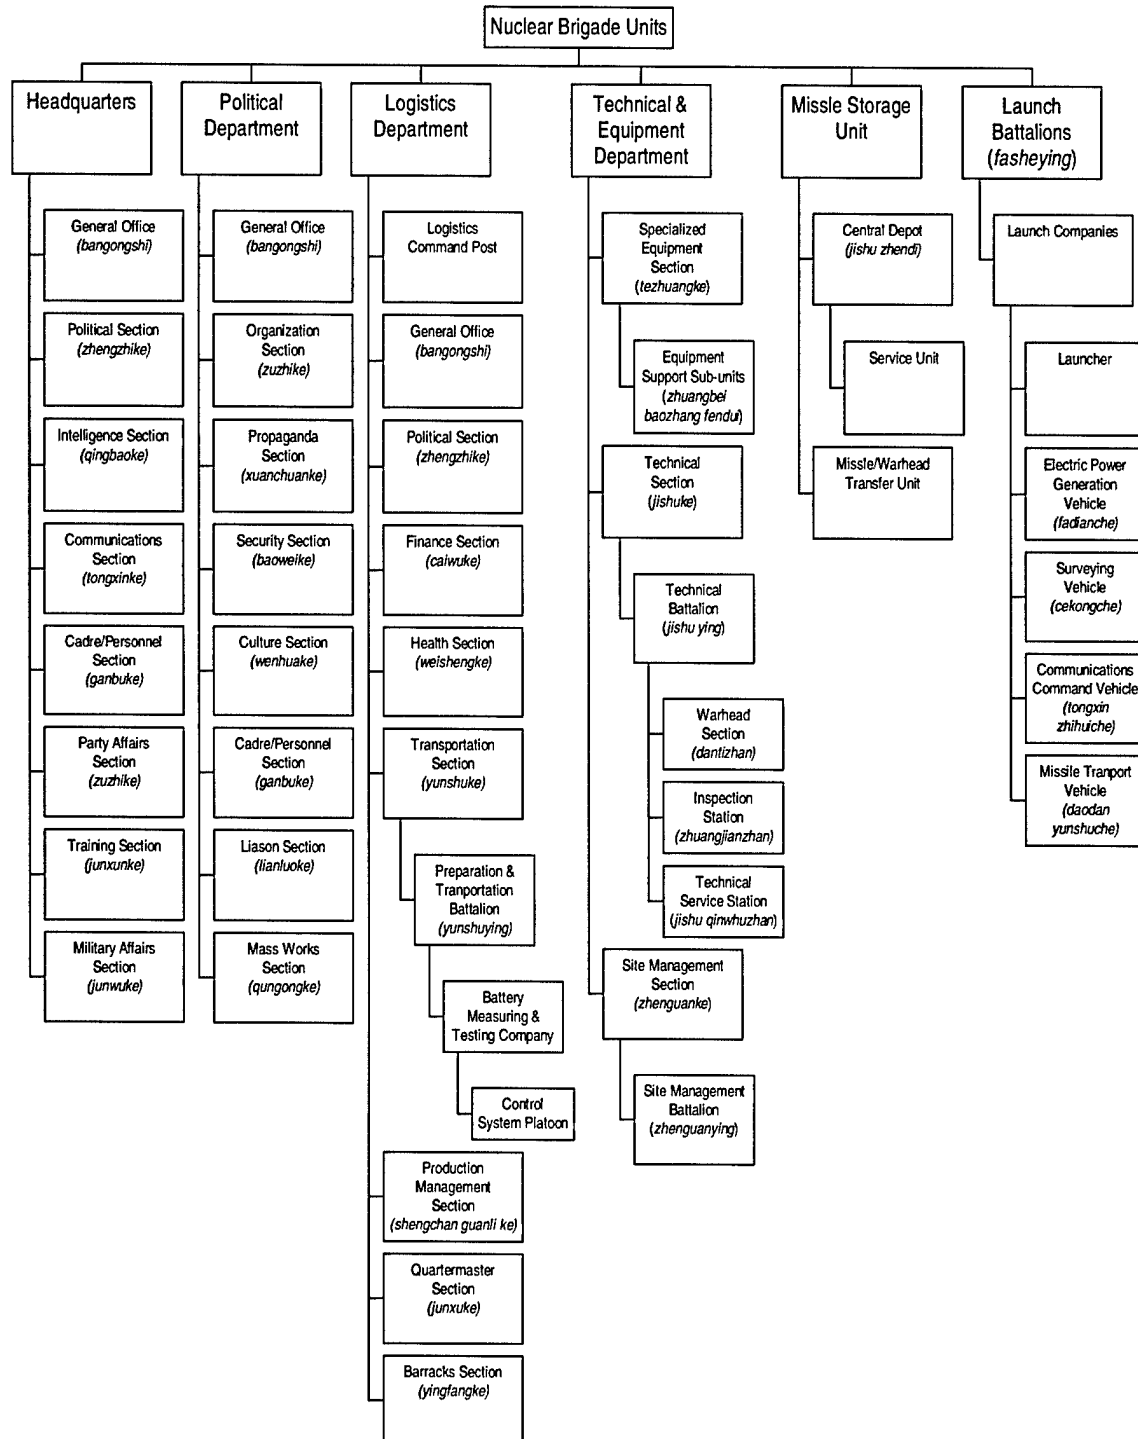 Nuclear Brigade Units
Headquarters
General Office
(bangongshi)
Political Section
(zhengzhike)
Intelligence Section
(qingbaoke)
Communications
Section
(tongxinke)
Cadre/Personnel
Section
(ganbuke)
Party Affairs
Section
(zuzhike)
Training Section
(junxunke)
Military Affairs
Section
(junwuke)
Political
Department
General Office
(bangongshi)
Organization
Section
(zuzhike)
Propaganda
Section
(xuanchuanke)
Security Section
(baoweike)
Culture Section
(wenhuake)
Cadre/Personnel
Section
(ganbuke)
Liason Section
(lianluoke)
Mass Works
Section
(qungongke)
Logistics
Department
Logistics
Command Post
General Office
(bangongshi)
Political Section
(zhengzhike)
Finance Section
(caiwuke)
Health Section
(weishengke)
Transportation
Section
(yunshuke)
Preparation &
Tranportation
Battalion
(yunshuying)
Battery
Measuring &
Testing Company
Control
System Platoon
Production
Management
Section
(shengchan guanli ke)
Quartermaster
Section
(junxuke)
Barracks Section
(yingfangke)
Technical &
Equipment
Department
Specialized
Equipment
Section
(tezhuangke)
Equipment
Support Sub-units
(zhuangbei
baozhang fendui)
Technical
Section
(jishuke)
Technical
Battalion
(jishu ying)
Warhead
Section
(dantizhan)
Inspection
Station
(zhuangjianzhan)
Technical
Service Station
(jishu qinwhuzhan)
Site Management
Section
(zhenguanke)
Site Management
Battalion
(zhenguanying)
Missle Storage
Unit
Central Depot
(jishu zhendi)
Service Unit
Missle/Warhead
Transfer Unit
Launch
Battalions
(fasheying)
Launch Companies
Launcher
Electric Power
Generation
Vehicle
(fadianche)
Surveying
Vehicle
(cekongche)
Communications
Command Vehicle
(tongxin
zhihuiche)
Missile Tranport
Vehicle
(daodan
yunshuche)